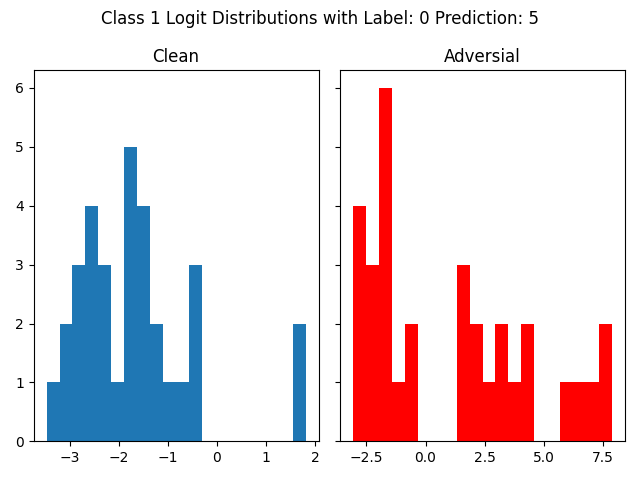 Class 1 Logit Distributions with Label: 0 Prediction: 5
Clean
Adversial
6
5
4
3
2
1
0
−3 −2 −1 0 1 2
−2.5 0.0 2.5 5.0 7.5